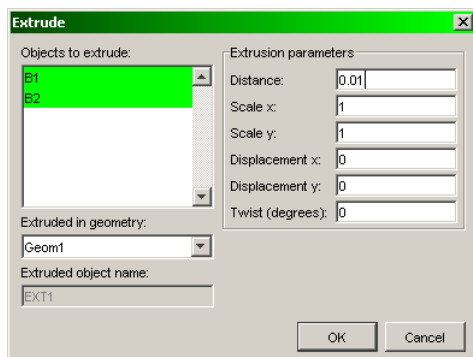 Extrude
Objects to extrude:
B1
B2
Extruded in geometry:
Geom1
Extruded object name:
EXT1
Extrusion parameters
Distance: 0.01
Scale x: 1
Scale y: 1
Displacement x: 0
Displacement y: 0
Twist (degrees): 0
OK Cancel